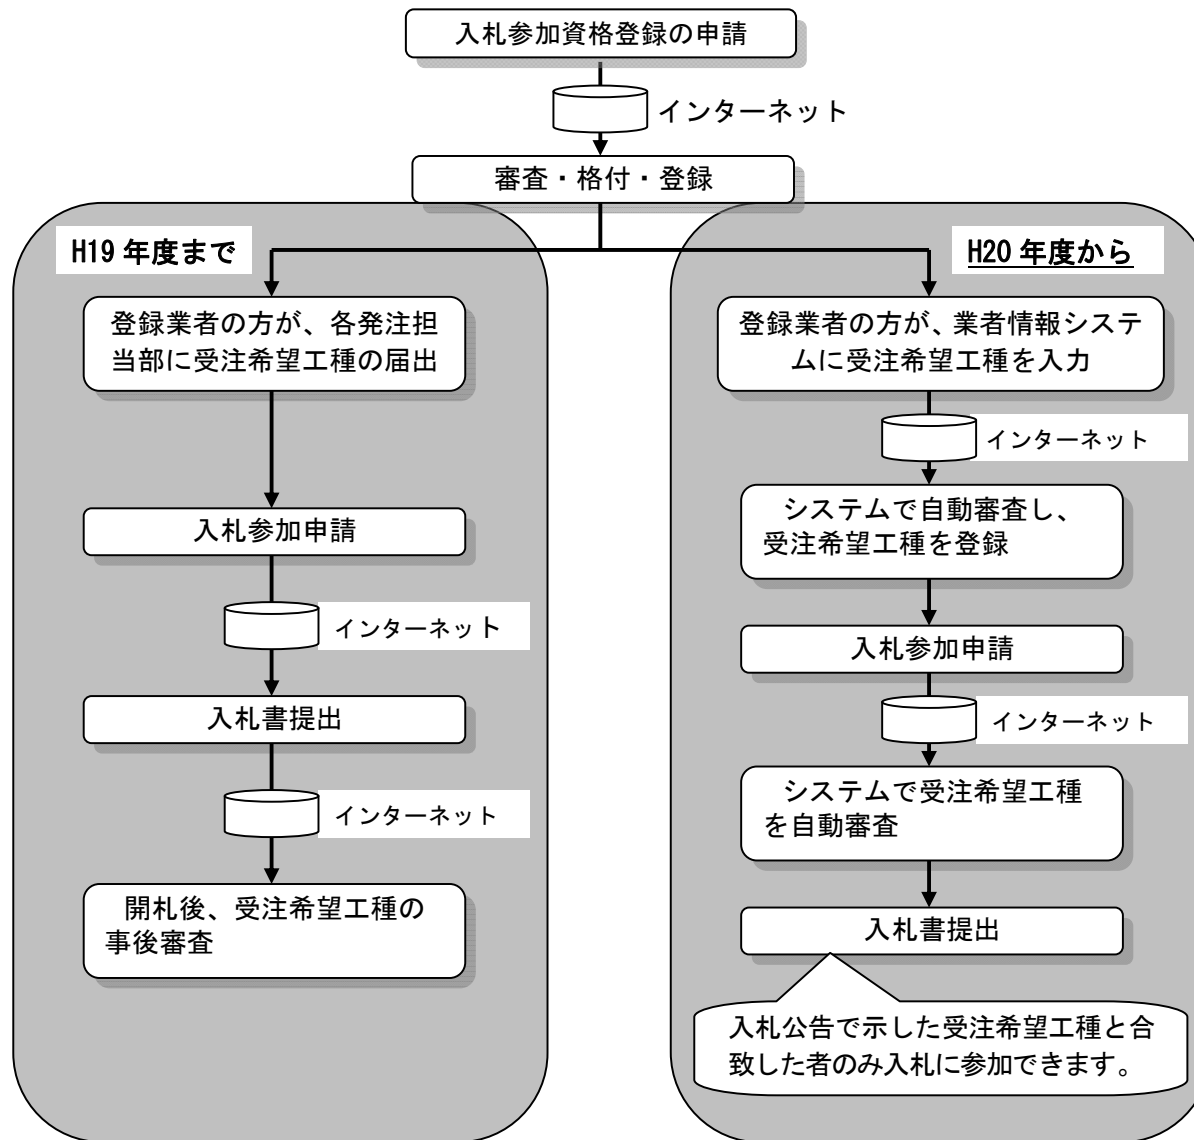 入札参加資格登録の申請
インターネット
審査・格付・登録
H19 年度まで
登録業者の方が、各発注担
当部に受注希望工種の届出
入札参加申請
インターネット
入札書提出
インターネット
開札後、受注希望工種の
事後審査
H20 年度から
登録業者の方が、業者情報システ
ムに受注希望工種を入力
インターネット
システムで自動審査し、
受注希望工種を登録
入札参加申請
インターネット
システムで受注希望工種
を自動審査
入札書提出
入札公告で示した受注希望工種と合
致した者のみ入札に参加できます。